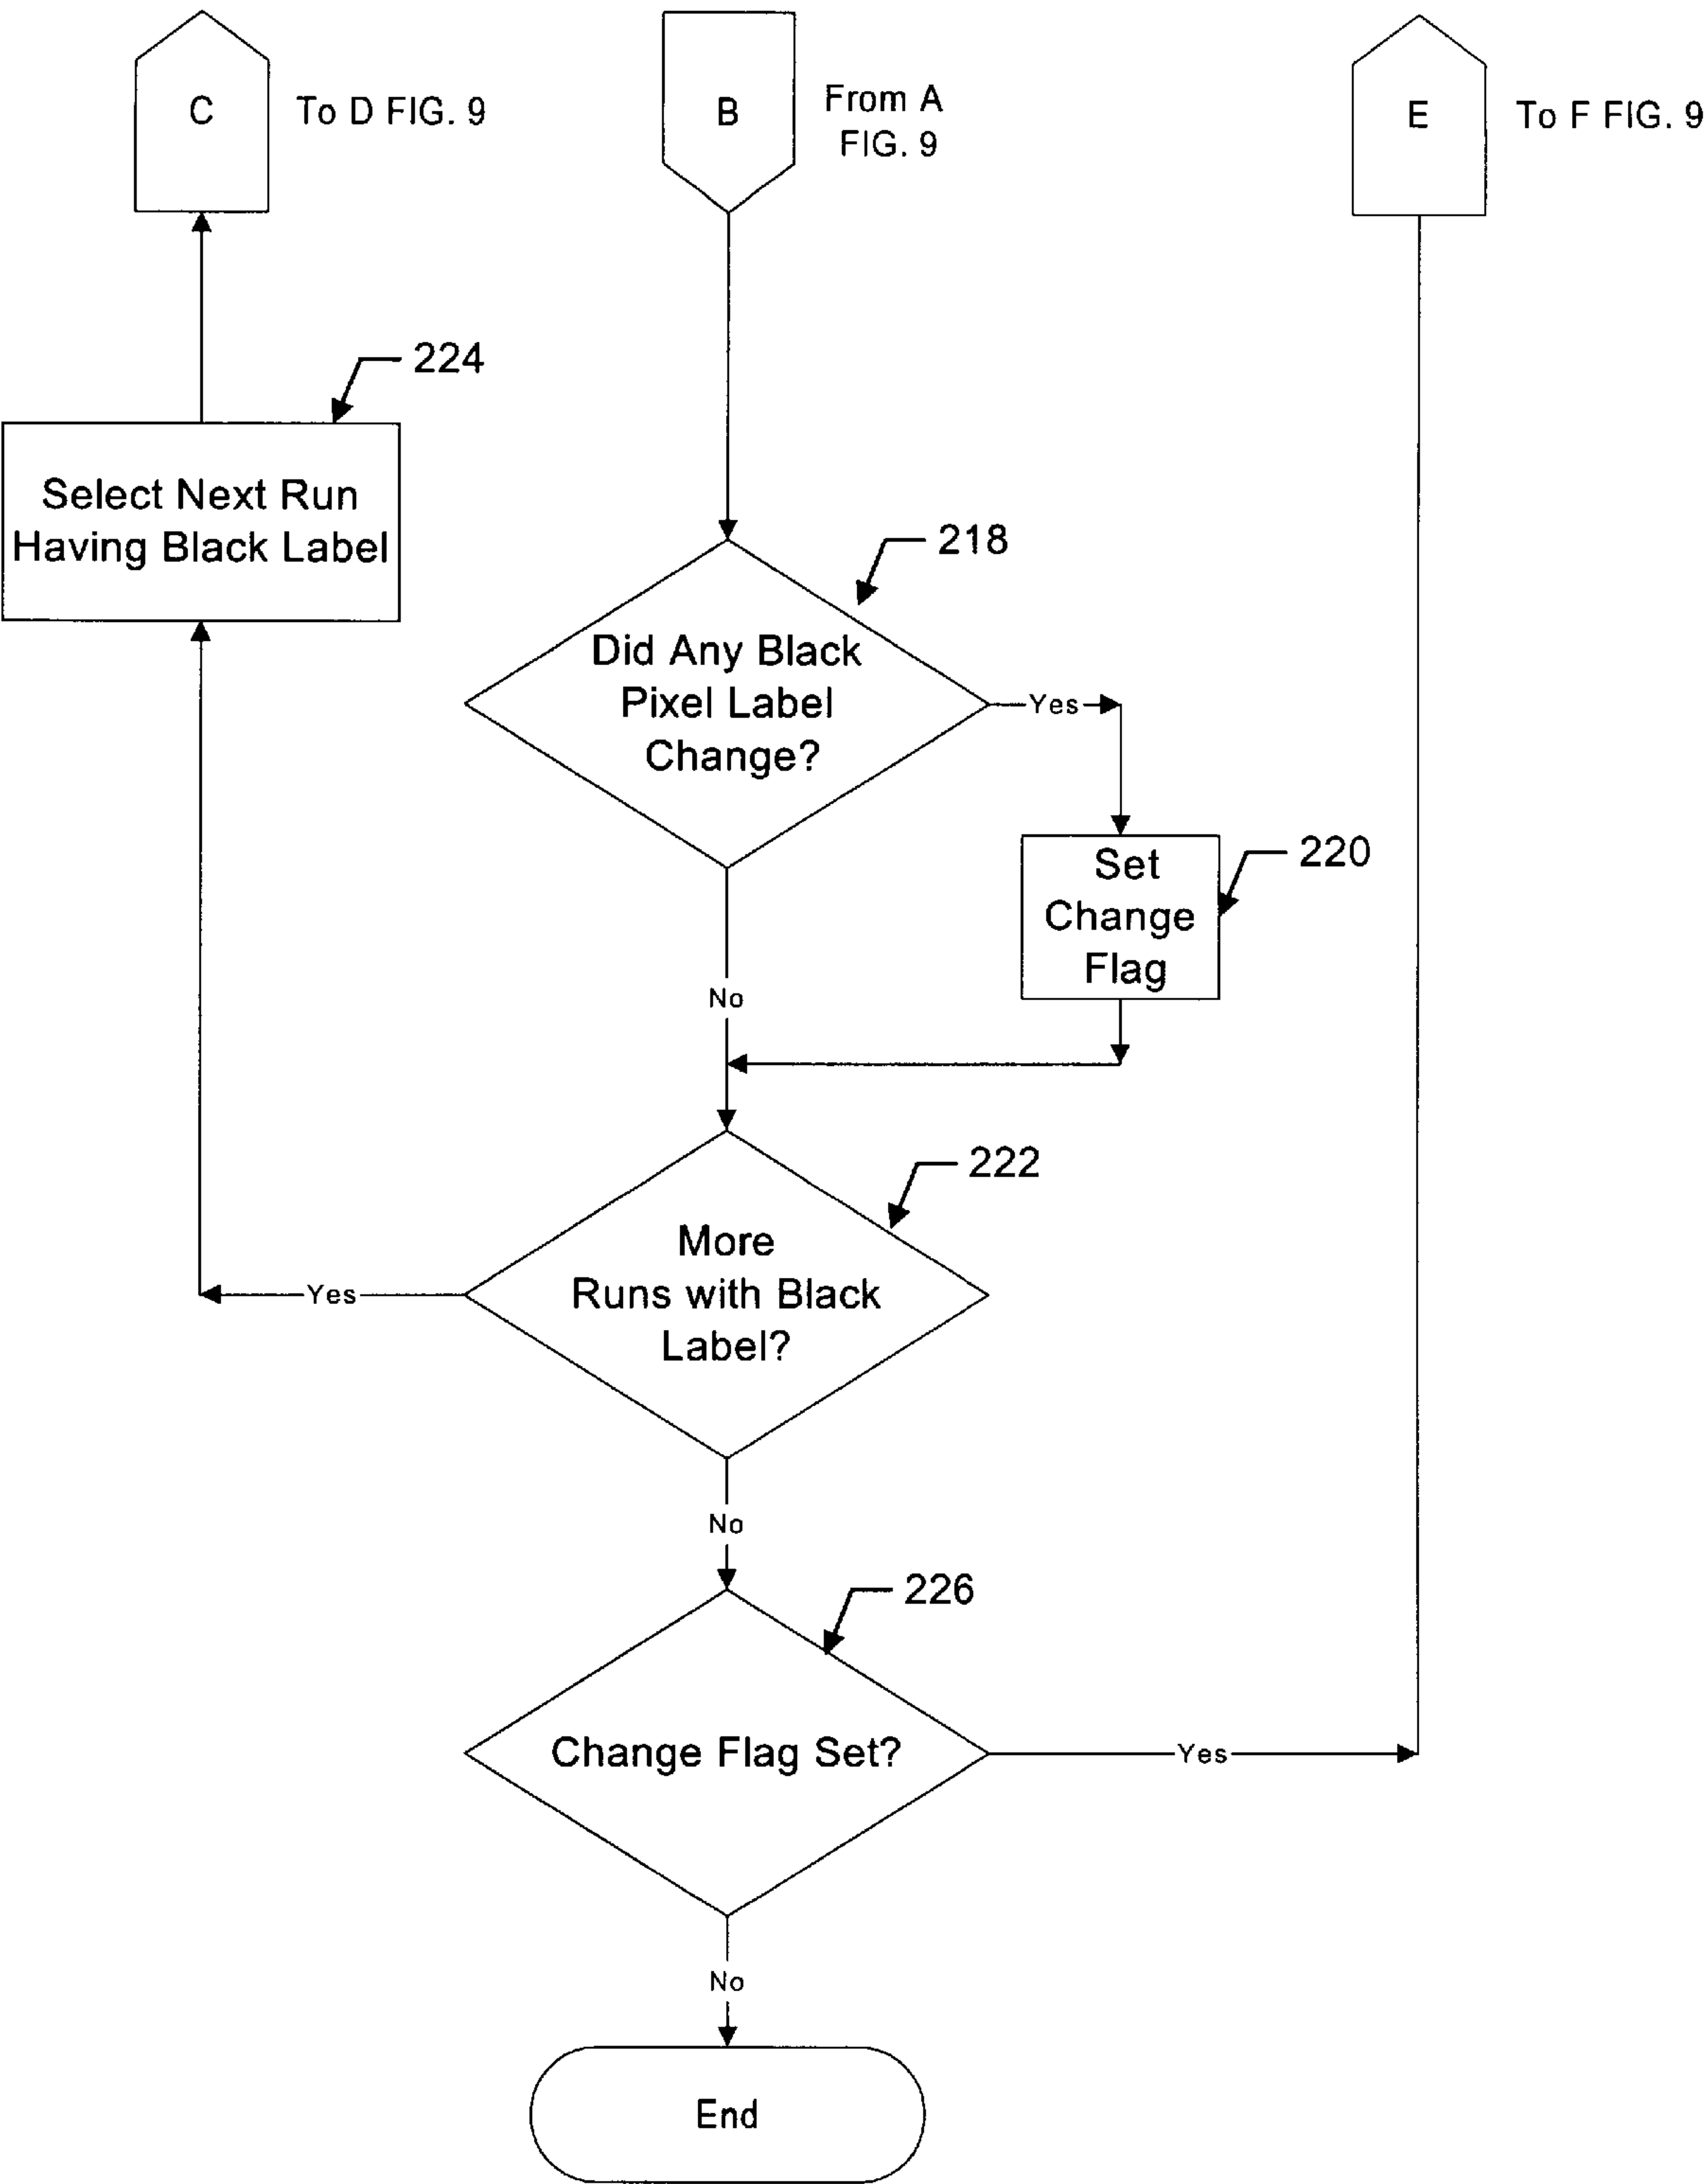 C
To D FIG. 9
B
From A
FIG. 9
E
To F FIG. 9
224
Select Next Run
Having Black Label
218
Did Any Black
Pixel Label
Change?
Yes
220
Set
Change
Flag
No
222
More
Runs with Black
Label?
Yes
No
226
Change Flag Set?
Yes
No
End